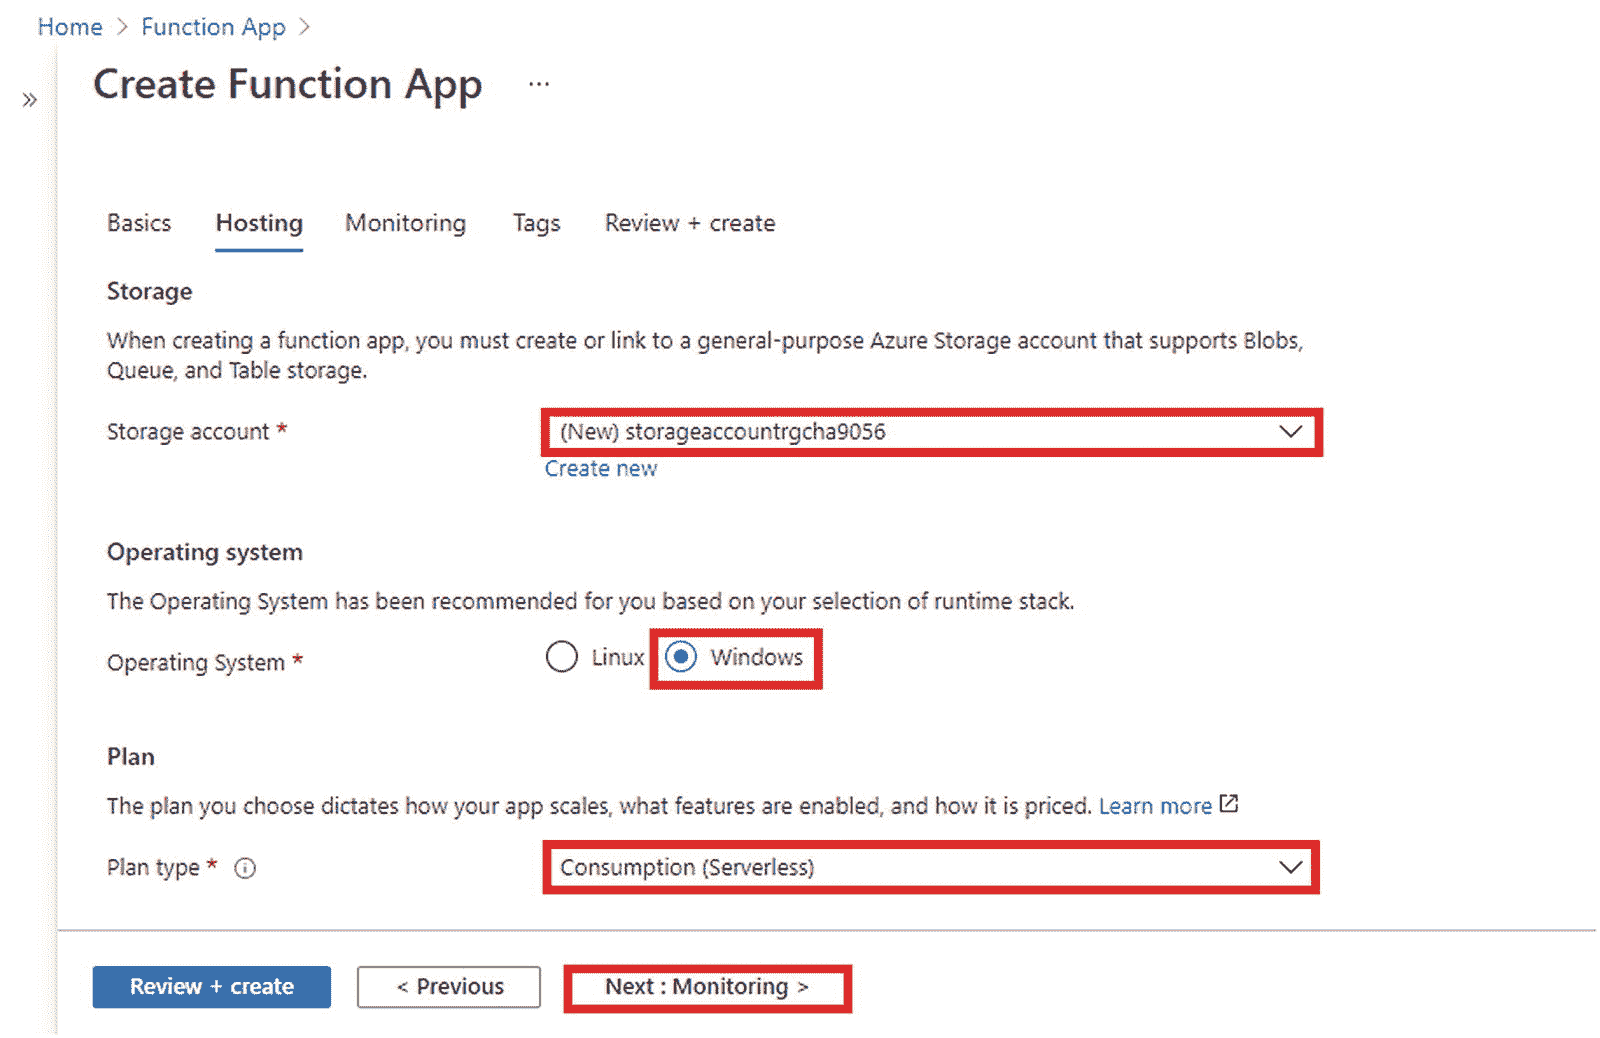 Home > Function App >
»
Create Function App ...
Basics Hosting Monitoring Tags Review + create
Storage
When creating a function app, you must create or link to a general-purpose Azure Storage account that supports Blobs,
Queue, and Table storage.
Storage account * (New) storageaccountrgcha9056
Create new
Operating system
The Operating System has been recommended for you based on your selection of runtime stack.
Operating System * Linux Windows
Plan
The plan you choose dictates how your app scales, what features are enabled, and how it is priced. Learn more
Plan type * Consumption (Serverless)
Review + create < Previous Next : Monitoring >